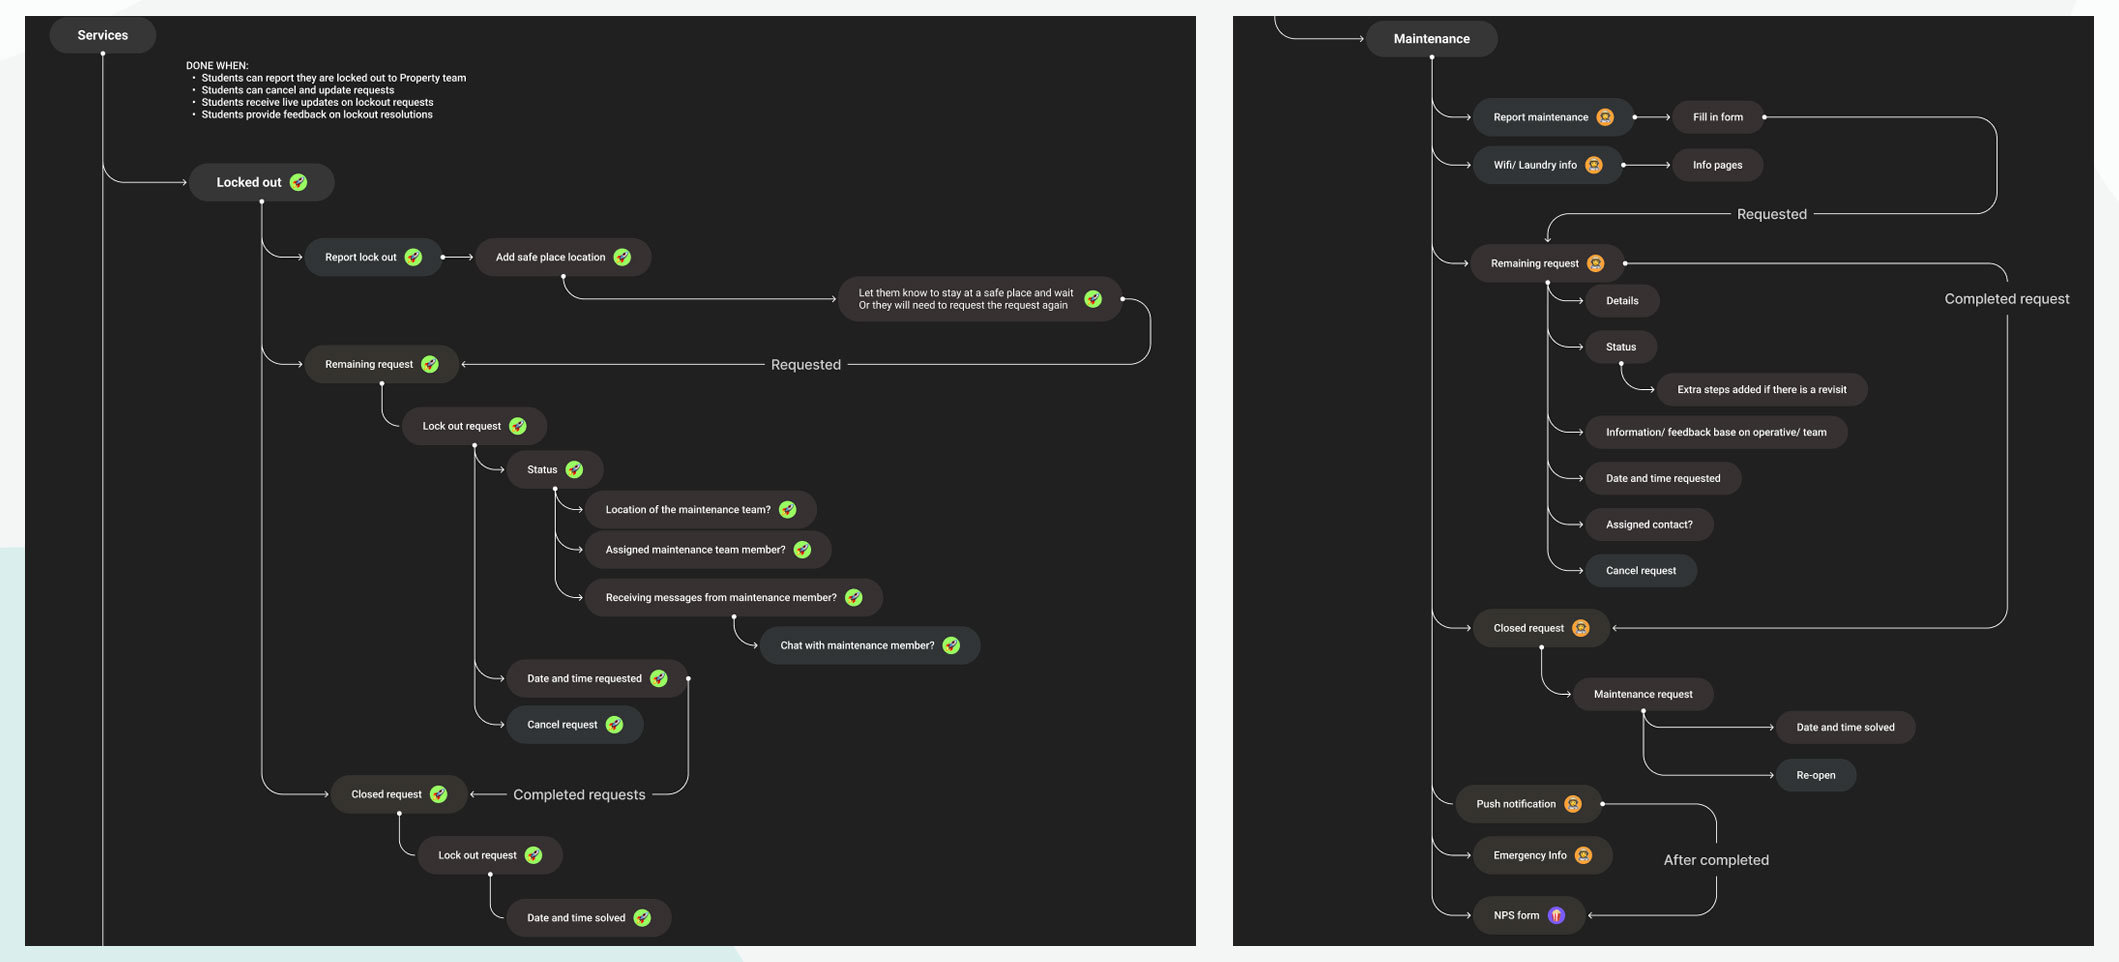 Services
DONE WHEN:
• Students can report they are locked out to Property team
• Students can cancel and update requests
• Students receive live updates on lockout requests
• Students provide feedback on lockout resolutions
Locked out
Report lock out
Add safe place location
Let them know to stay at a safe place and wait
Or they will need to request the request again
Remaining request
Requested
Lock out request
Status
Location of the maintenance team?
Assigned maintenance team member?
Receiving messages from maintenance member?
Chat with maintenance member?
Date and time requested
Cancel request
Closed request
Completed requests
Lock out request
Date and time solved
Maintenance
Report maintenance
Fill in form
Wifi/ Laundry info
Info pages
Requested
Remaining request
Completed request
Details
Status
Extra steps added if there is a revisit
Information/ feedback base on operative/ team
Date and time requested
Assigned contact?
Cancel request
Closed request
Maintenance request
Date and time solved
Re-open
Push notification
Emergency Info
After completed
NPS form